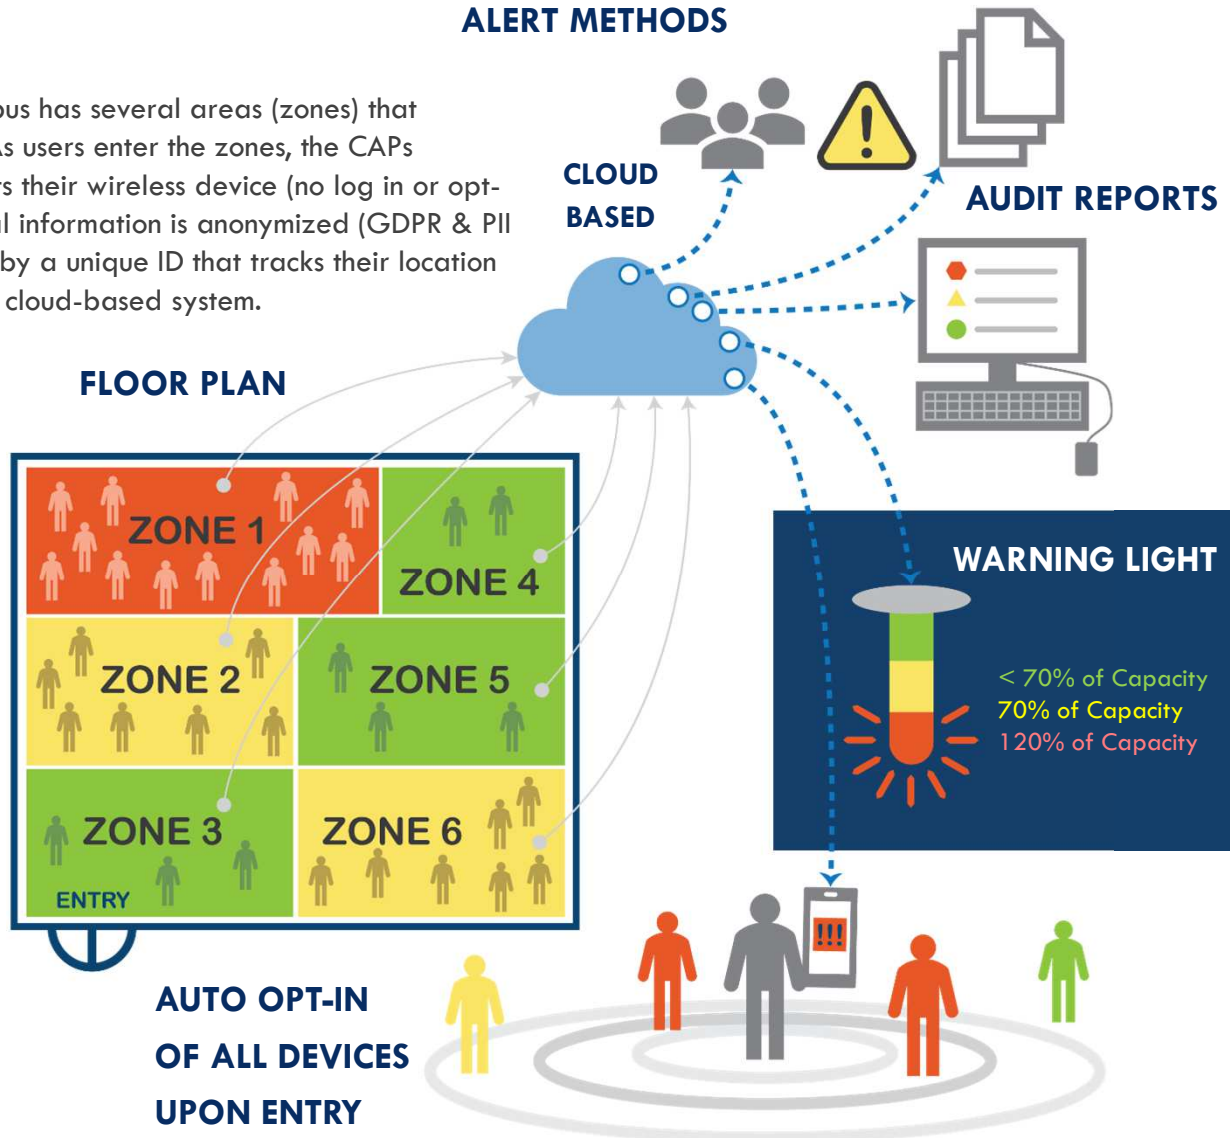 ALERT METHODS
has several areas (zones) that
As users enter the zones, the CAPs
their wireless device (no log in or opt-
information is anonymized (GDPR & PII
by a unique ID that tracks their location
cloud-based system.
CLOUD
BASED
AUDIT REPORTS
FLOOR PLAN
ZONE 1
ZONE 4
ZONE 2
ZONE 5
ZONE 3
ZONE 6
ENTRY
WARNING LIGHT
< 70% of Capacity
70% of Capacity
120% of Capacity
!!!
AUTO OPT-IN
OF ALL DEVICES
UPON ENTRY